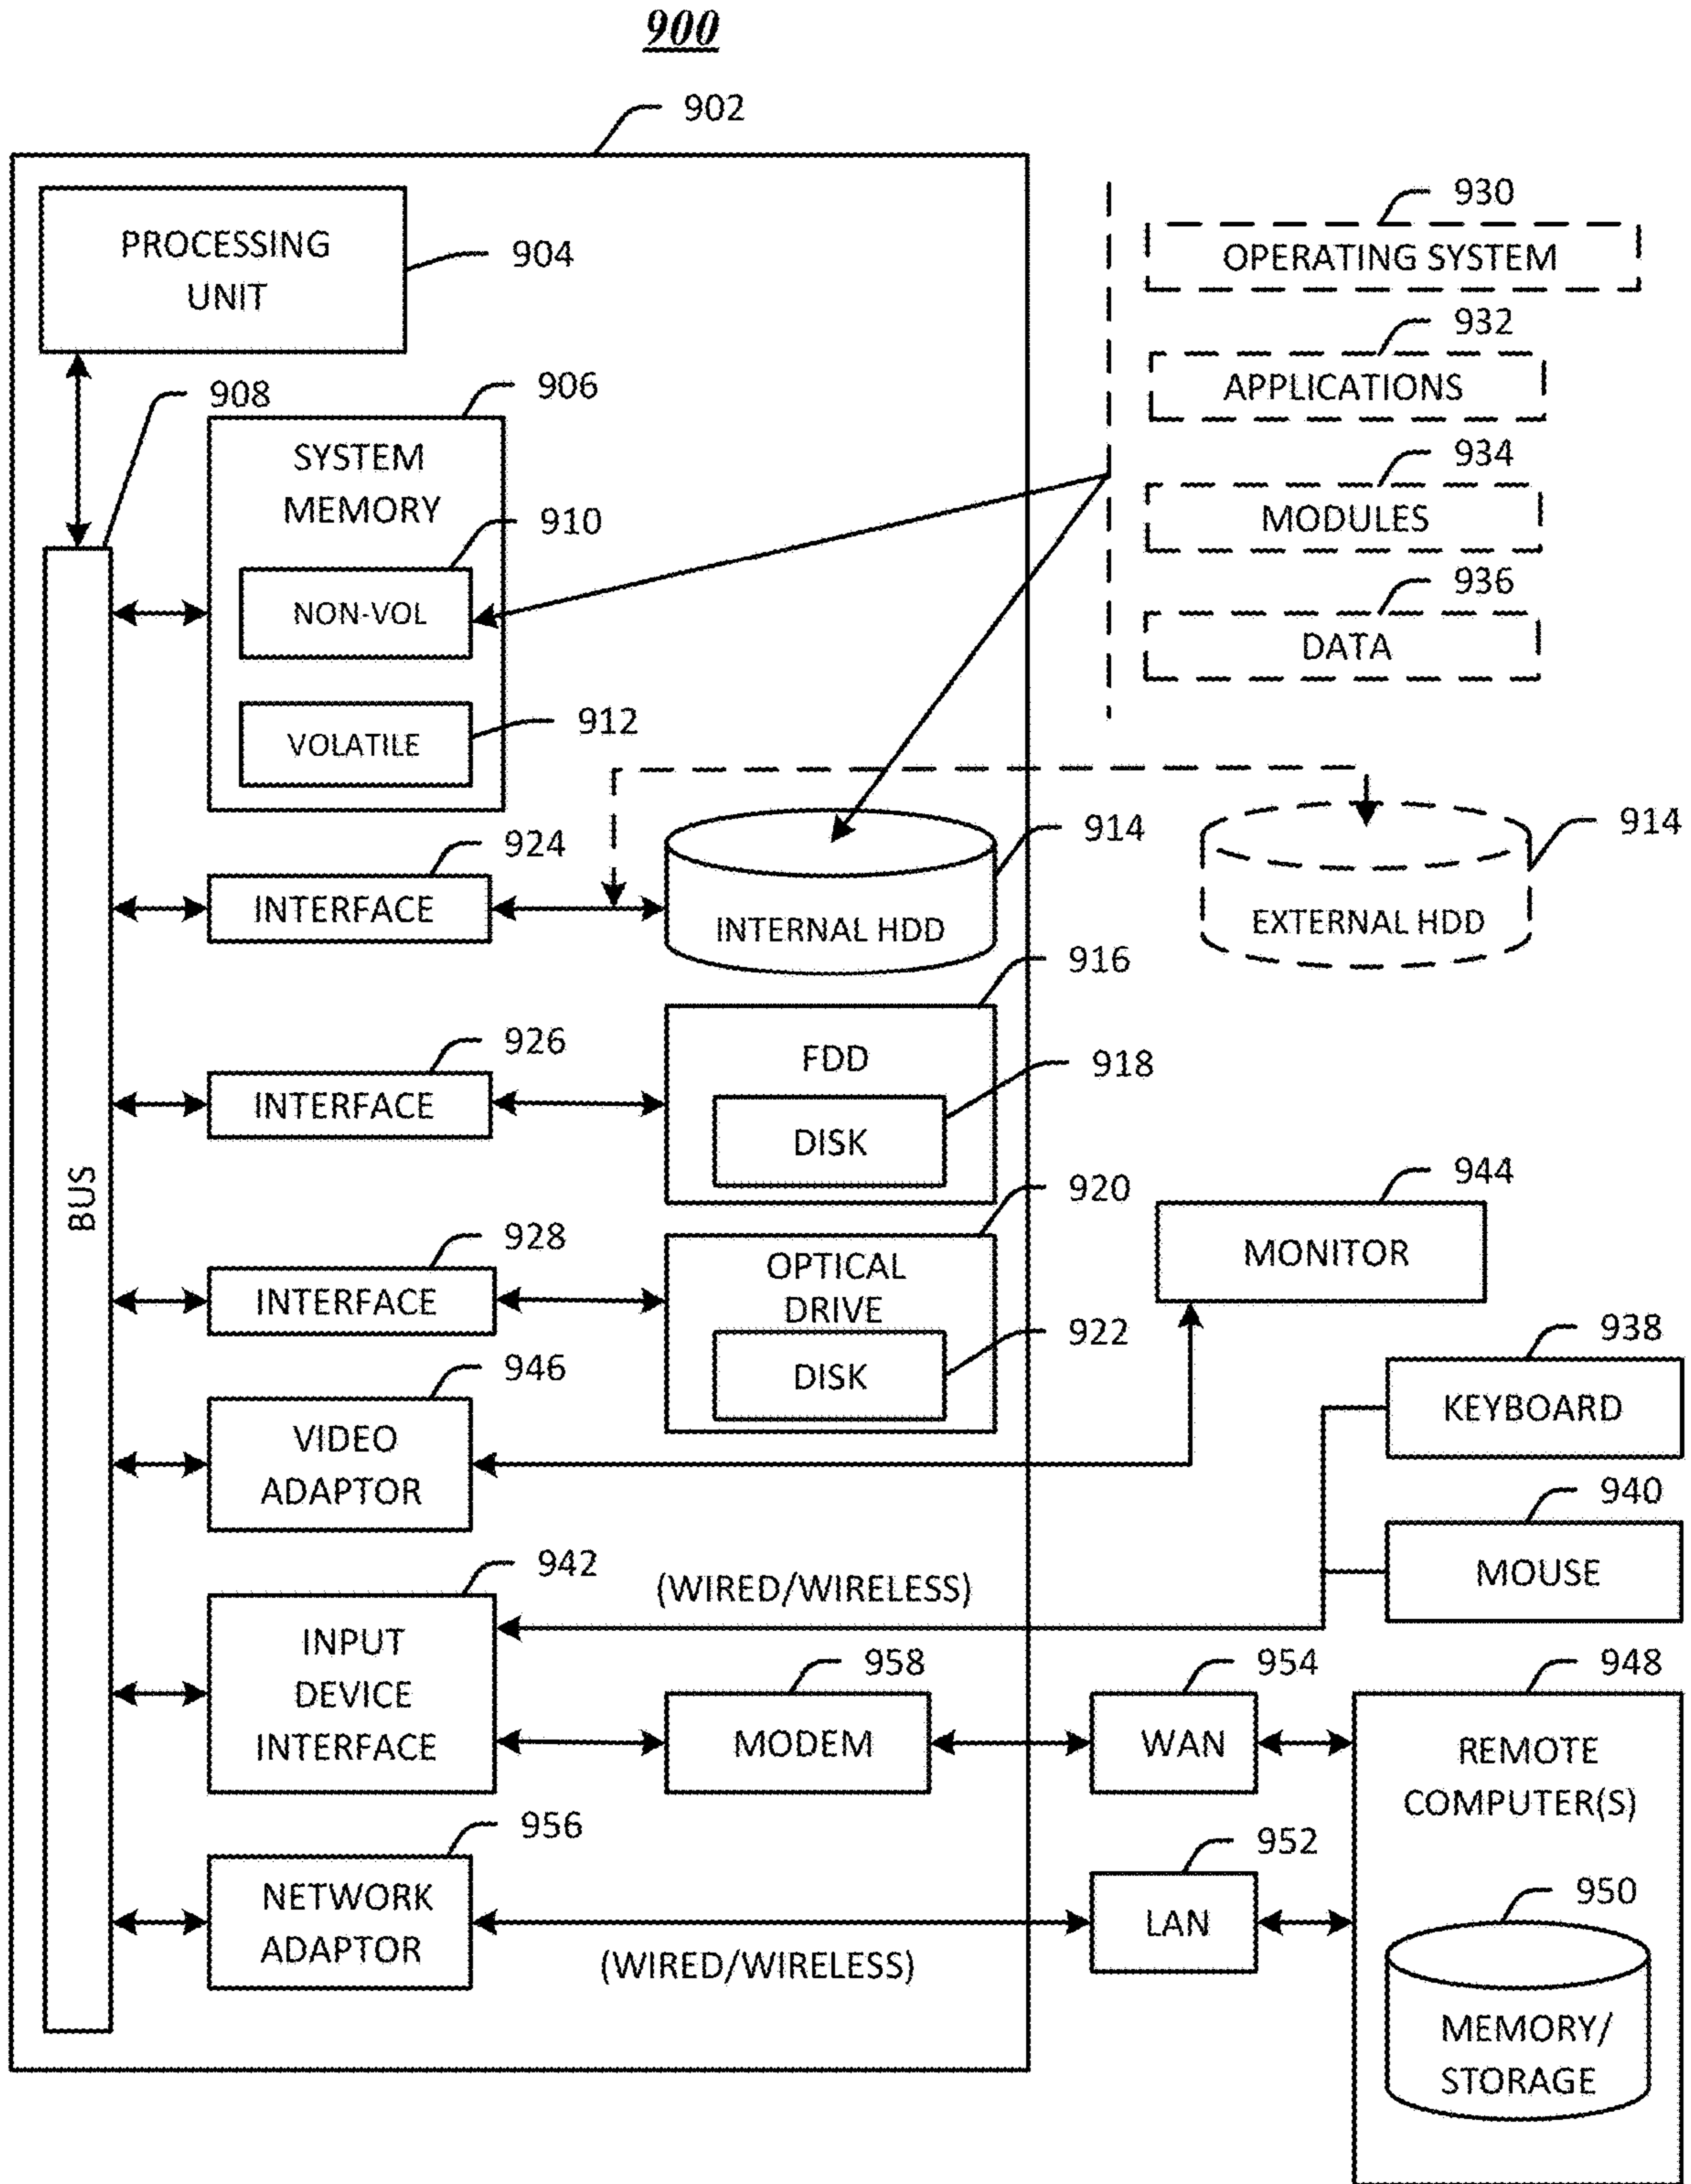 900
902
PROCESSING
UNIT
904
930
OPERATING SYSTEM
932
APPLICATIONS
934
MODULES
936
DATA
908
906
SYSTEM
MEMORY
910
NON-VOL
912
VOLATILE
924
INTERFACE
914
INTERNAL HDD
914
EXTERNAL HDD
916
926
INTERFACE
FDD
918
DISK
BUS
920
928
INTERFACE
OPTICAL
DRIVE
922
DISK
944
MONITOR
946
VIDEO
ADAPTOR
938
KEYBOARD
940
MOUSE
942
(WIRED/WIRELESS)
INPUT
DEVICE
INTERFACE
958
MODEM
954
WAN
948
REMOTE
COMPUTER(S)
956
NETWORK
ADAPTOR
(WIRED/WIRELESS)
952
LAN
950
MEMORY/
STORAGE